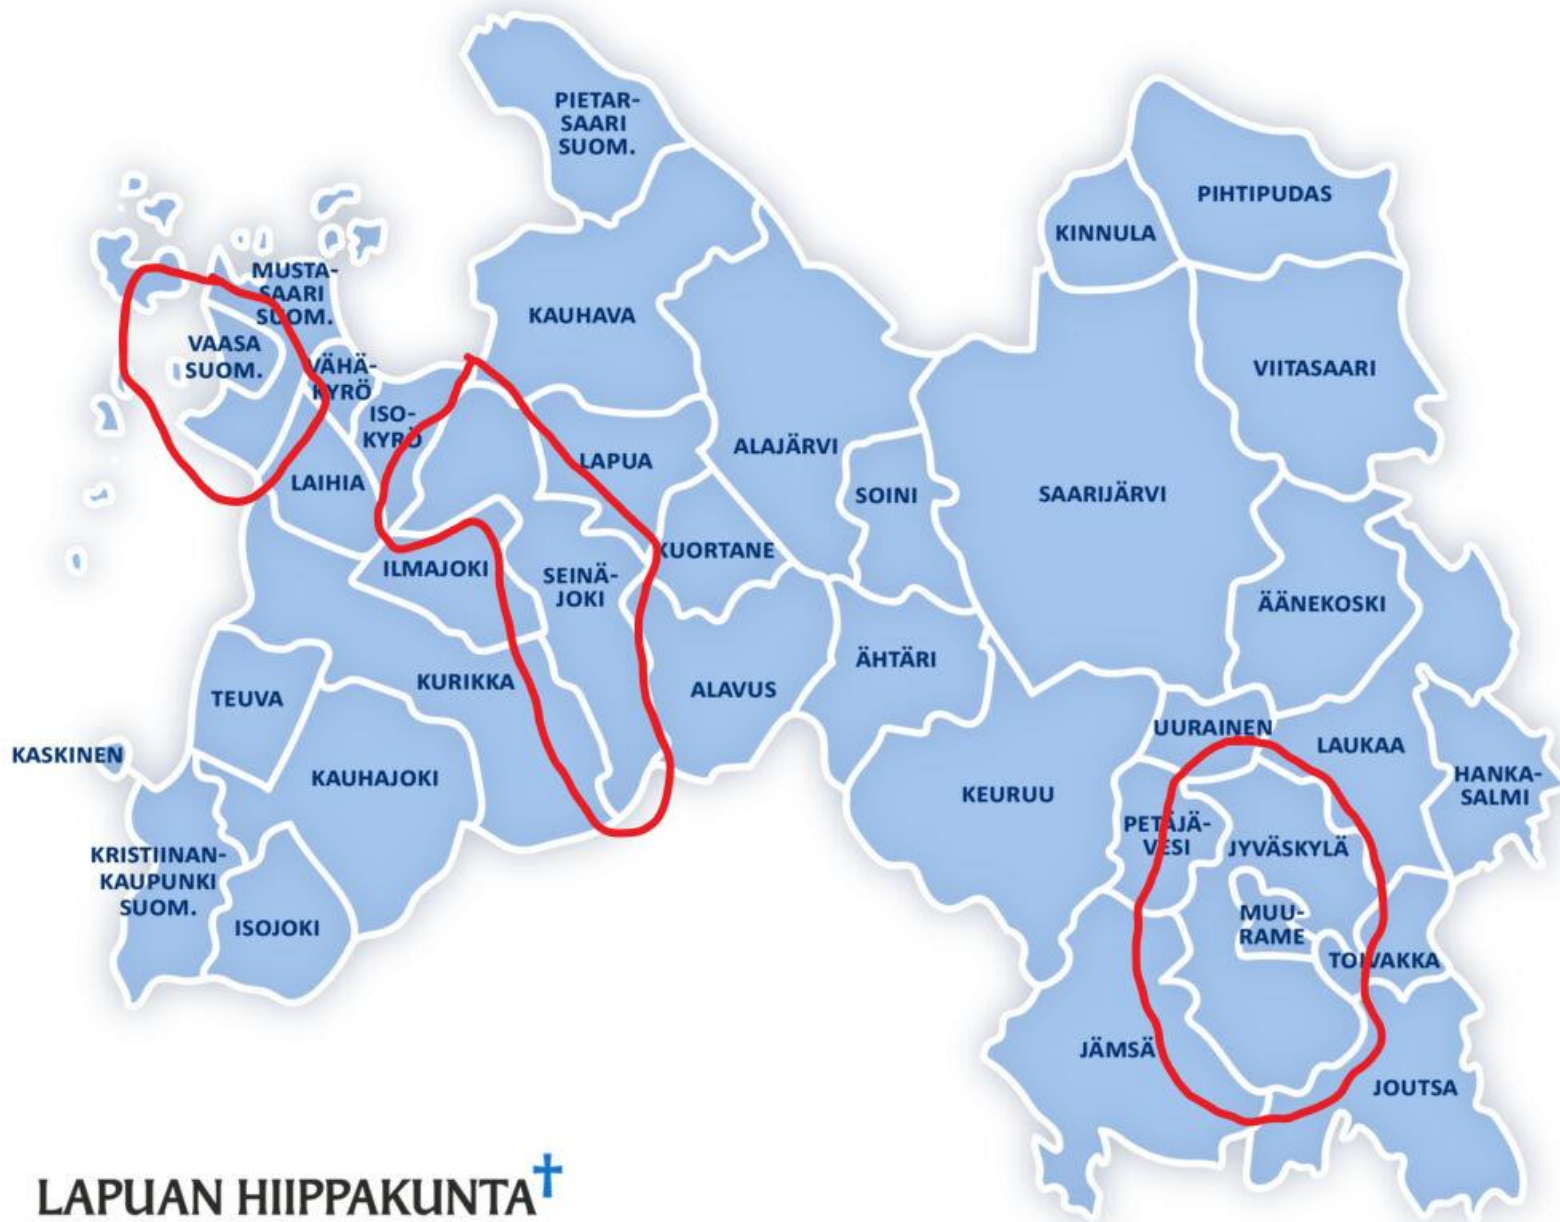 PIETAR-
SAARI
SUOM.
PIHTIPUDAS
KINNULA
MUSTA-
SAARI
SUOM.
KAUHAVA
VAASA
SUOM.
VÄHÄ-
KYRÖ
VIITASAARI
ISO-
KYRÖ
ALAJÄRVI
LAPUA
LAIHIA
SOINI
SAARIJÄRVI
KUORTANE
ILMAJOKI
SEINÄ-
JOKI
ÄÄNEKOSKI
ÄHTÄRI
KURIKKA
ALAVUS
TEUVA
UURAINEN
LAUKAA
KASKINEN
KAUHAJOKI
KEURUU
HANKA-
SALMI
PETÄJÄ-
VESI
JYVÄSKYLÄ
KRISTIINAN-
KAUPUNKI
SUOM.
MUU-
RAME
ISOJOKI
TOIVAKKA
JÄMSÄ
JOUTSA
LAPUAN HIIPPAKUNTA